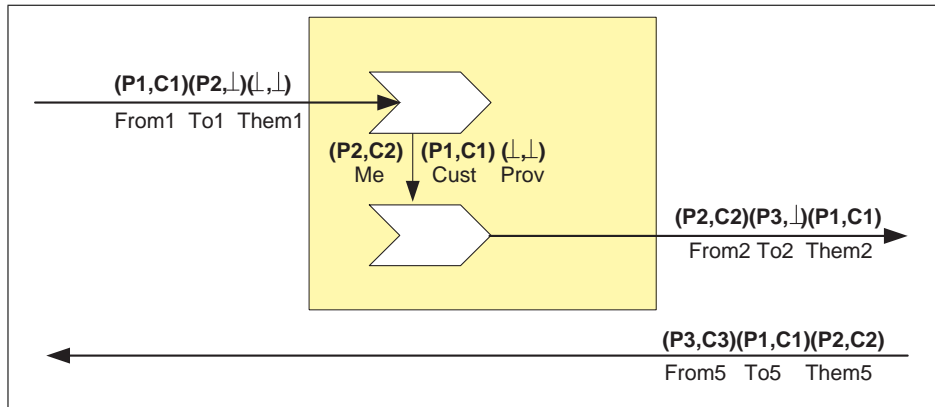 (P1,C1)(P2,⊥)(⊥,⊥)
From1 To1 Them1
(P2,C2) (P1,C1) (⊥,⊥)
Me Cust Prov
(P2,C2)(P3,⊥)(P1,C1)
From2 To2 Them2
(P3,C3)(P1,C1)(P2,C2)
From5 To5 Them5